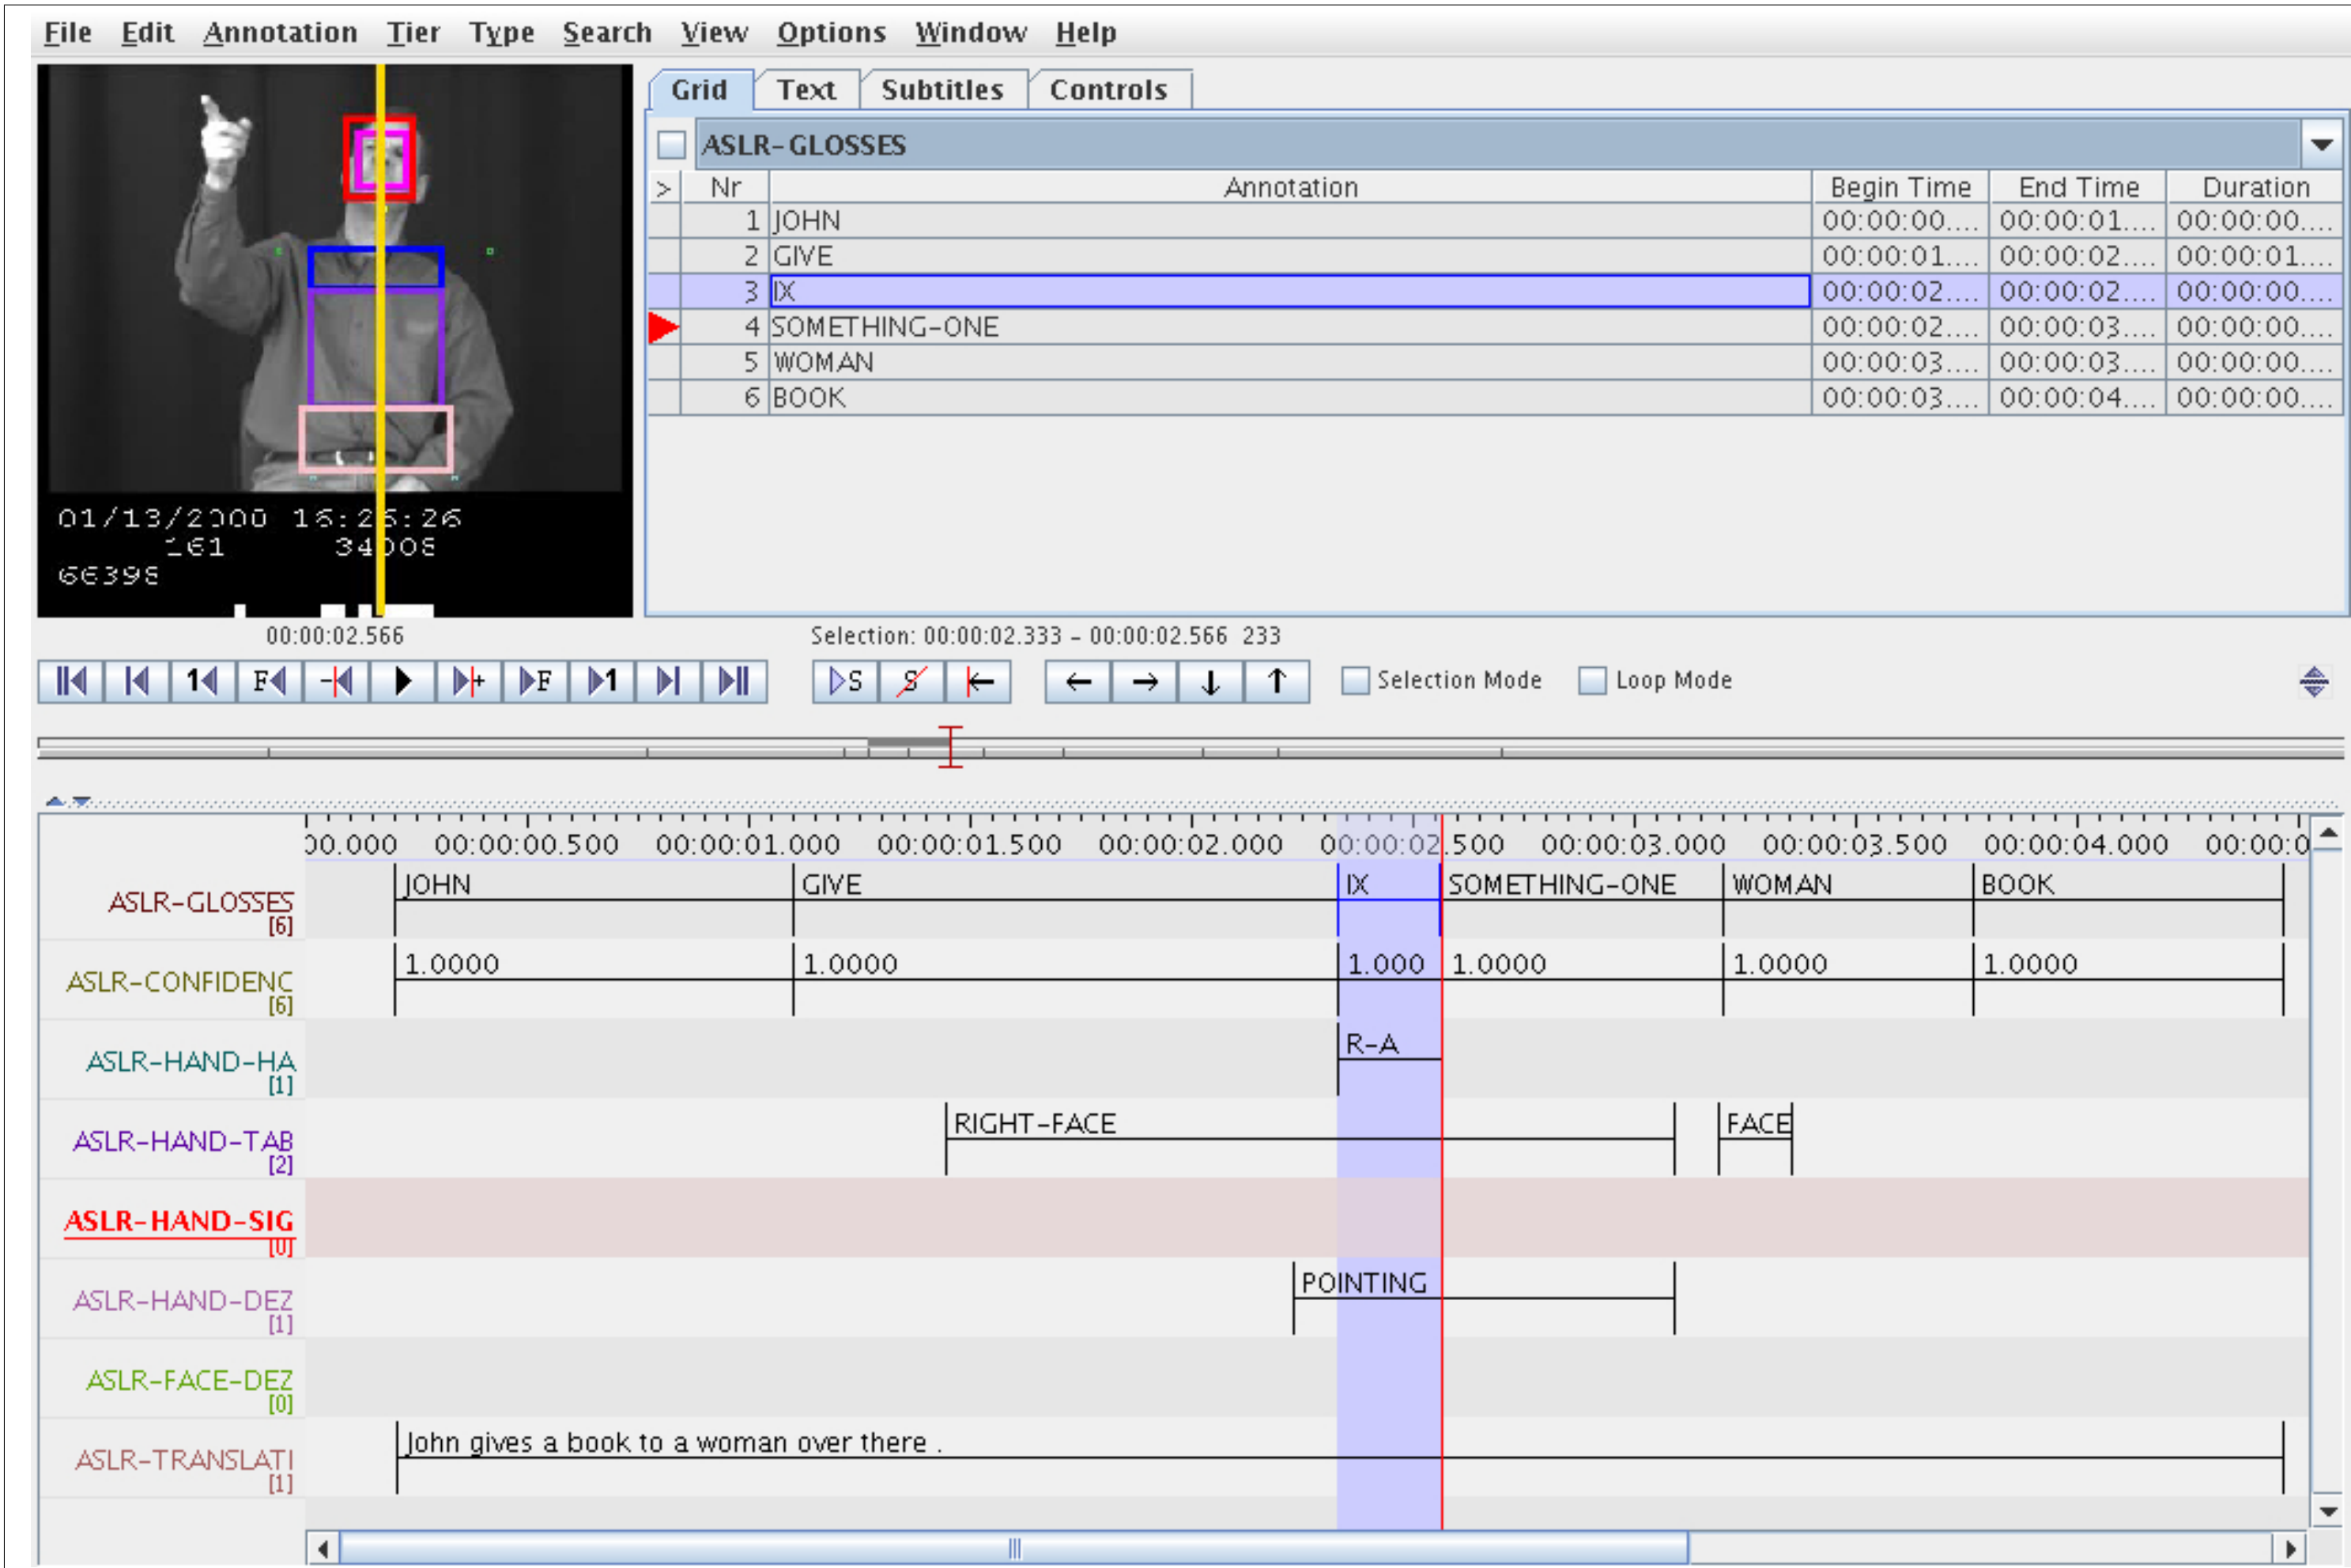 File Edit Annotation Tier Type Search View Options Window Help
Grid Text Subtitles Controls
ASLR-GLOSSES
> Nr Annotation Begin Time End Time Duration
1 JOHN 00:00:00.... 00:00:01.... 00:00:00....
2 GIVE 00:00:01.... 00:00:02.... 00:00:01....
3 IX 00:00:02.... 00:00:02.... 00:00:00....
4 SOMETHING-ONE 00:00:02.... 00:00:03.... 00:00:00....
5 WOMAN 00:00:03.... 00:00:03.... 00:00:00....
6 BOOK 00:00:03.... 00:00:04.... 00:00:00....
01/13/2000
161
66398
00:00:02.566 Selection: 00:00:02.333 - 00:00:02.566 233
1 F - + F 1 S S Selection Mode Loop Mode
00.000 00:00:00.500 00:00:01.000 00:00:01.500 00:00:02.000 00:00:02.500 00:00:03.000 00:00:03.500 00:00:04.000 00:00:0
ASLR-GLOSSES JOHN GIVE IX SOMETHING-ONE WOMAN BOOK
[6]
ASLR-CONFIDENC 1.0000 1.0000 1.000 1.0000 1.0000 1.0000
[6]
ASLR-HAND-HA R-A
[1]
ASLR-HAND-TAB RIGHT-FACE FACE
[2]
ASLR-HAND-SIG
[0]
ASLR-HAND-DEZ POINTING
[1]
ASLR-FACE-DEZ
[0]
ASLR-TRANSLATI John gives a book to a woman over there .
[1]